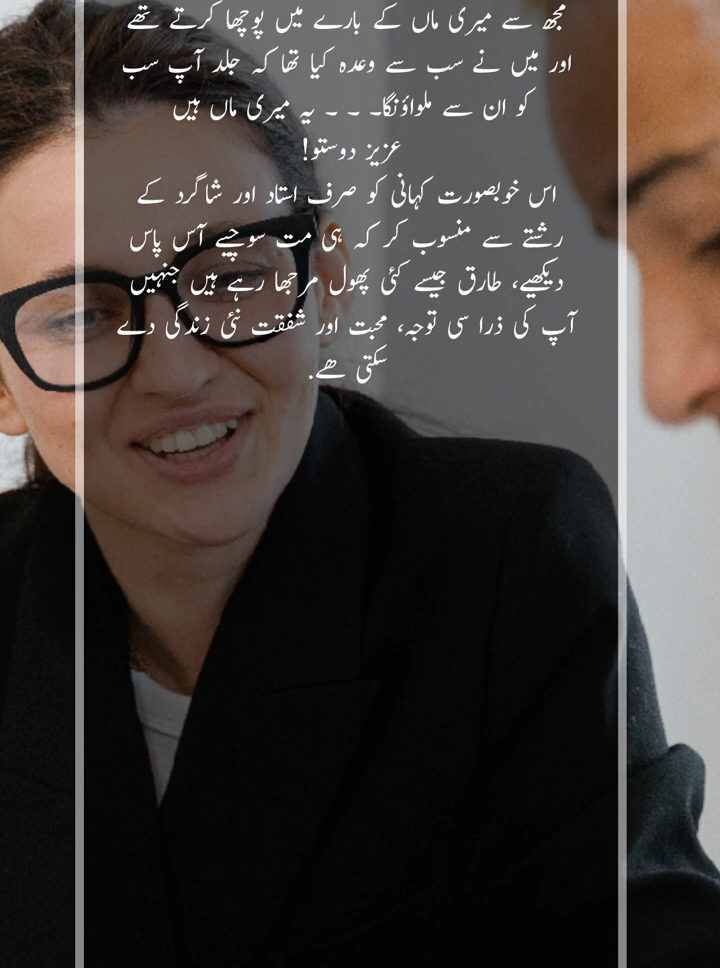 مجھ سے میری ماں کے بارے میں پوچھا کرتے تھے
اور میں نے سب سے وعدہ کیا تھا کہ جلد آپ سب
کو ان سے ملواؤنگا۔ ۔ ۔ یہ میری ماں ہیں
عزیز دوستو!
اس خوبصورت کہانی کو صرف استاد اور شاگرد کے
رشتے سے منسوب کر کہ ہی مت سوچیے آس پاس
دیکھیے، طارق جیسے کئی پھول مرجھا رہے ہیں جنہیں
آپ کی ذرا سی توجہ، محبت اور شفقت نئی زندگی دے
سکتی ھے.